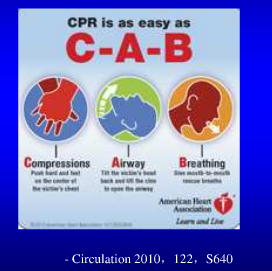 CPR is as easy as
C-A-B
Compressions
Push hard and fast
on the center of
the victim's chest
Airway
Tilt the victim's head
back and lift the chin
to open the airway
Breathing
Give mouth-to-mouth
rescue breaths
American Heart
Association
Learn and Live
- Circulation 2010，122，S640